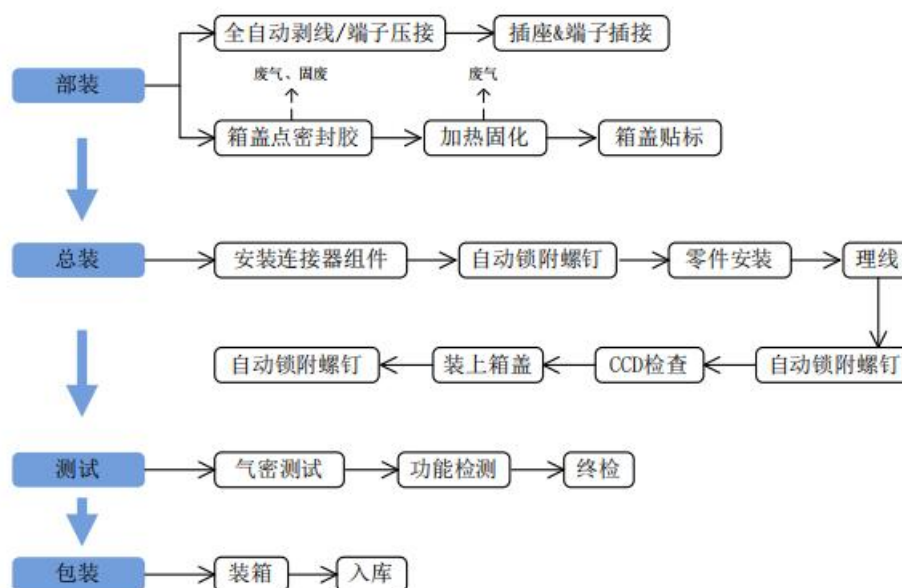 全自动剥线/端子压接
插座&端子插接
部装
废气、固废
废气
箱盖点密封胶
加热固化
箱盖贴标
总装
安装连接器组件
自动锁附螺钉
零件安装
理线
自动锁附螺钉
装上箱盖
CCD检查
自动锁附螺钉
测试
气密测试
功能检测
终检
包装
装箱
入库